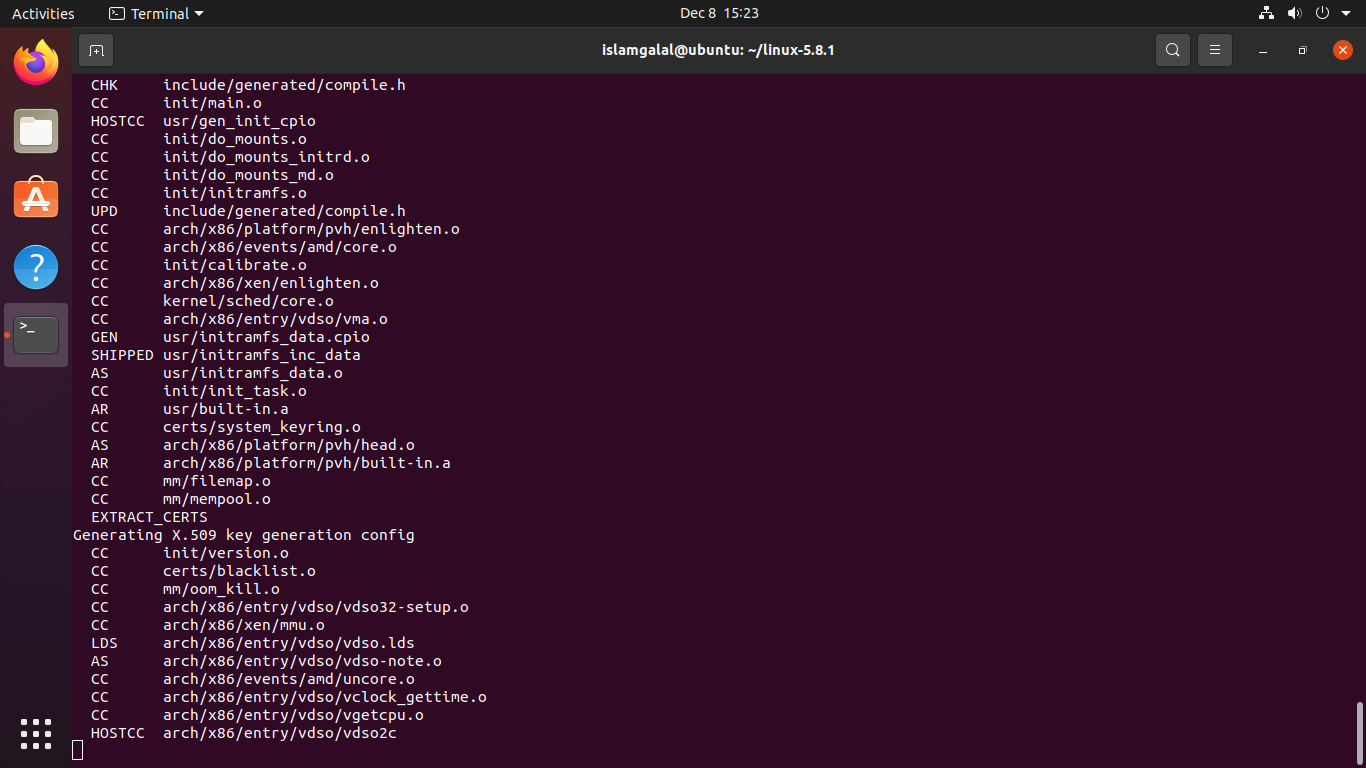 Activities Terminal Dec 8 15:23
islamgalal@ubuntu: ~/linux-5.8.1
CHK include/generated/compile.h
CC init/main.o
HOSTCC usr/gen_init_cpio
CC init/do_mounts.o
CC init/do_mounts_initrd.o
CC init/do_mounts_md.o
CC init/initramfs.o
UPD include/generated/compile.h
CC arch/x86/platform/pvh/enlighten.o
CC arch/x86/events/amd/core.o
CC init/calibrate.o
CC arch/x86/xen/enlighten.o
CC kernel/sched/core.o
CC arch/x86/entry/vdso/vma.o
GEN usr/initramfs_data.cpio
SHIPPED usr/initramfs_inc_data
AS usr/initramfs_data.o
CC init/init_task.o
AR usr/built-in.a
CC certs/system_keyring.o
AS arch/x86/platform/pvh/head.o
AR arch/x86/platform/pvh/built-in.a
CC mm/filemap.o
CC mm/mempool.o
EXTRACT_CERTS
Generating X.509 key generation config
CC init/version.o
CC certs/blacklist.o
CC mm/oom_kill.o
CC arch/x86/entry/vdso/vdso32-setup.o
CC arch/x86/xen/mmu.o
LDS arch/x86/entry/vdso/vdso.lds
AS arch/x86/entry/vdso/vdso-note.o
CC arch/x86/events/amd/uncore.o
CC arch/x86/entry/vdso/vclock_gettime.o
CC arch/x86/entry/vdso/vgetcpu.o
HOSTCC arch/x86/entry/vdso/vdso2c